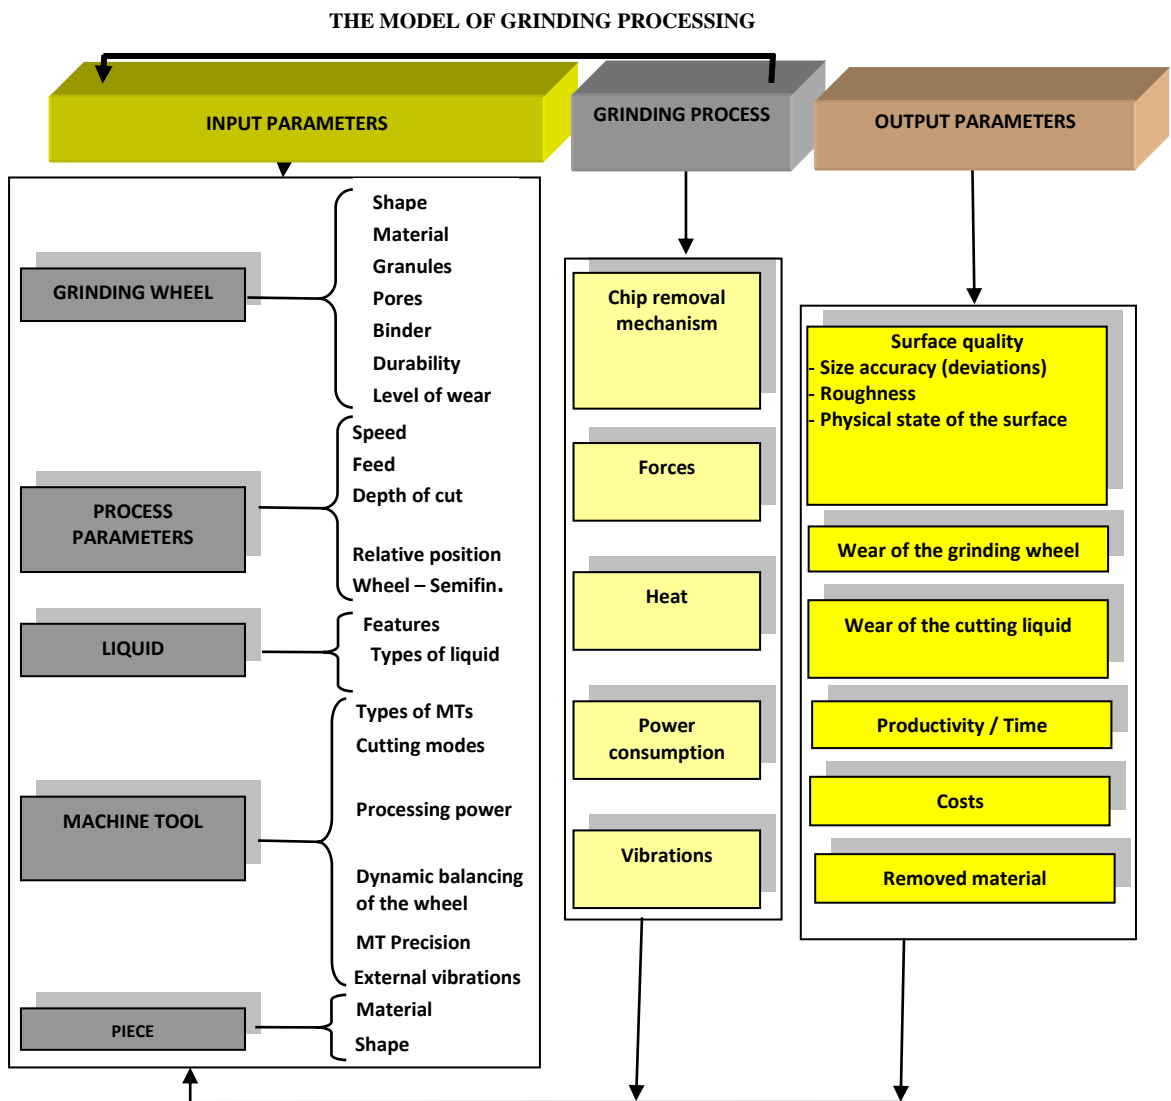 THE MODEL OF GRINDING PROCESSING
INPUT PARAMETERS
GRINDING PROCESS
OUTPUT PARAMETERS
GRINDING WHEEL
Shape
Material
Granules
Pores
Binder
Durability
Level of wear
PROCESS
PARAMETERS
Speed
Feed
Depth of cut
Relative position
Wheel – Semifin.
LIQUID
Features
Types of liquid
MACHINE TOOL
Types of MTs
Cutting modes
Processing power
Dynamic balancing
of the wheel
MT Precision
External vibrations
PIECE
Material
Shape
Chip removal
mechanism
Forces
Heat
Power
consumption
Vibrations
Surface quality
- Size accuracy (deviations)
- Roughness
- Physical state of the surface
Wear of the grinding wheel
Wear of the cutting liquid
Productivity / Time
Costs
Removed material